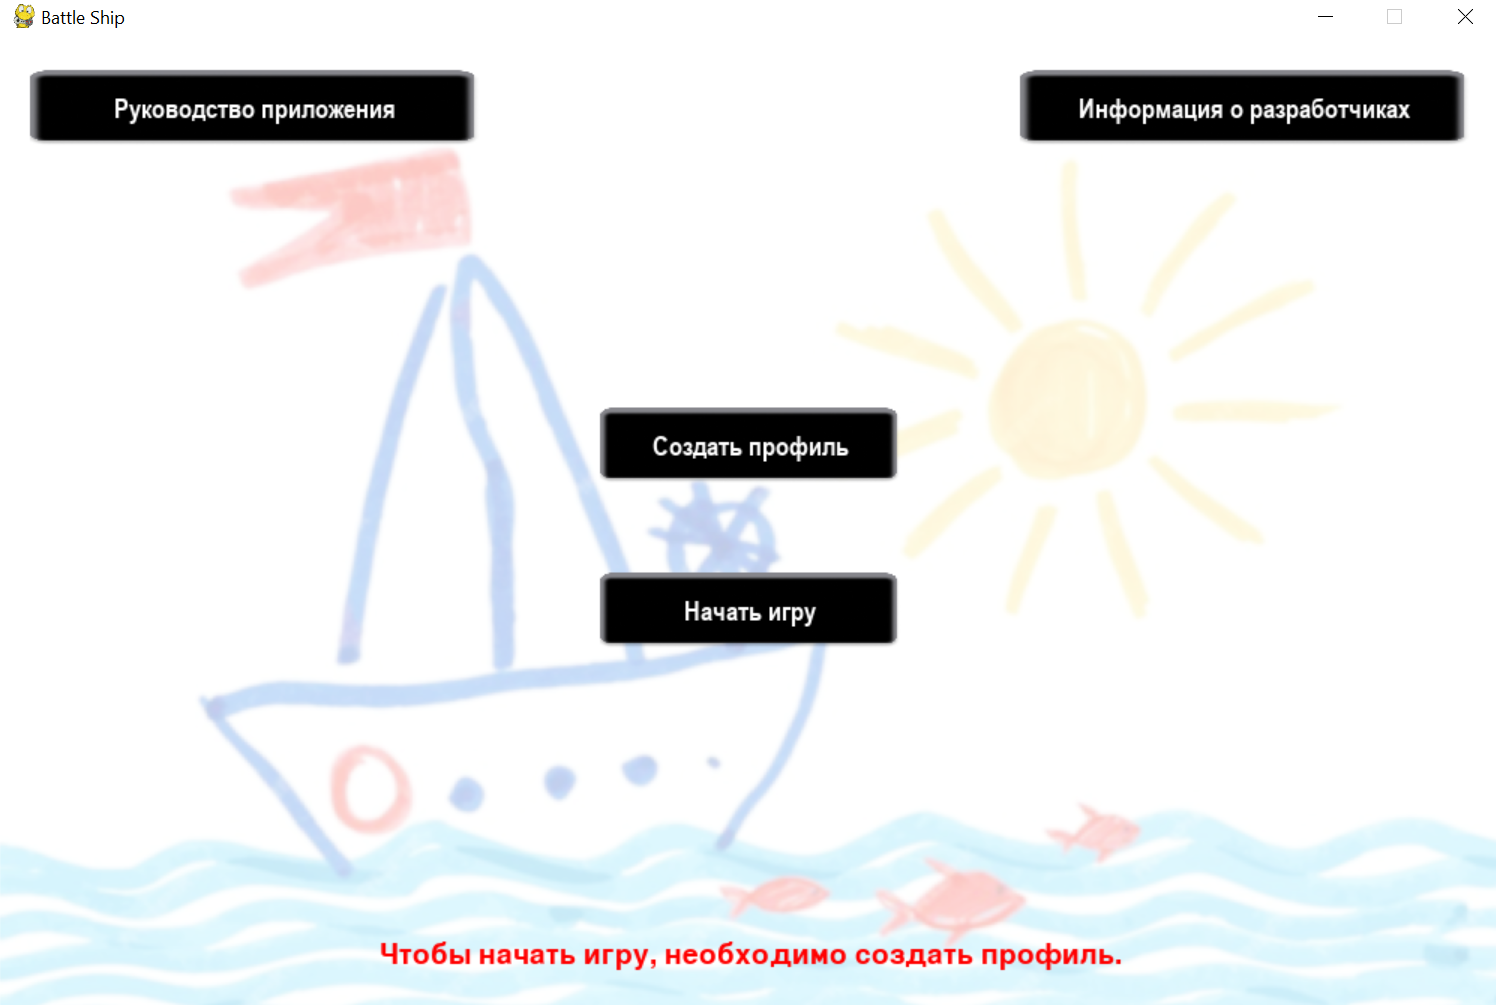 Battle Ship
Руководство приложения
Информация о разработчиках
Создать профиль
Начать игру
Чтобы начать игру, необходимо создать профиль.